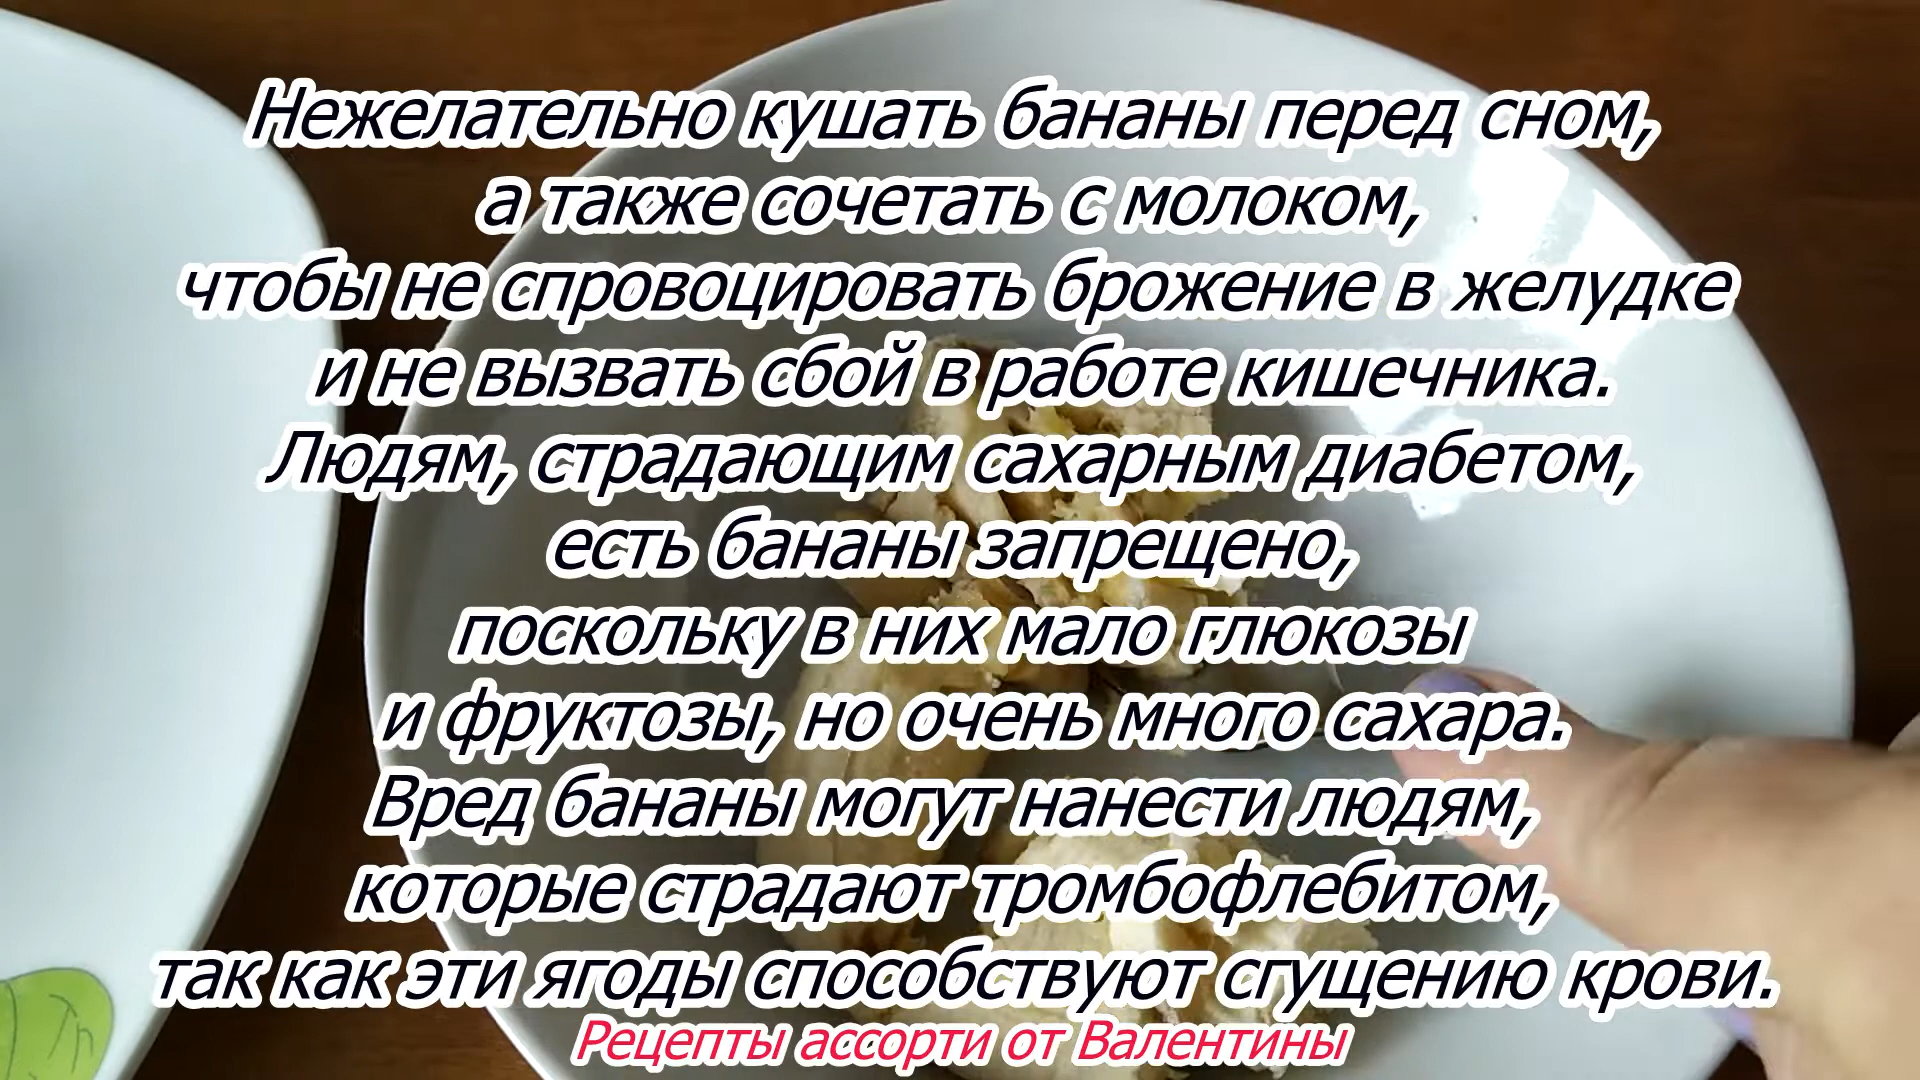 Нежелательно кушать бананы перед сном,
а также сочетать с молоком,
чтобы не спровоцировать брожение в желудке
и не вызвать сбой в работе кишечника.
Людям, страдающим сахарным диабетом,
есть бананы запрещено,
поскольку в них мало глюкозы
и фруктозы, но очень много сахара.
Вред бананы могут нанести людям,
которые страдают тромбофлебитом,
так как эти ягоды способствуют сгущению крови.
Рецепты ассорти от Валентины